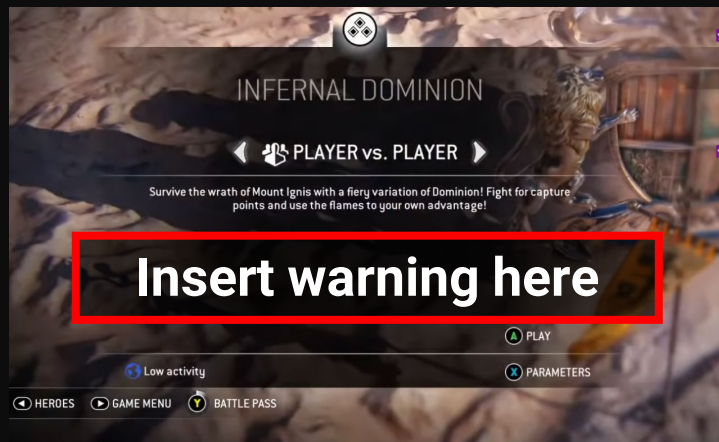 INFERNAL DOMINION
PLAYER vs. PLAYER
Survive the wrath of Mount Ignis with a fiery variation of Dominion! Fight for capture
points and use the flames to your own advantage!
Insert warning here
A PLAY
Low activity
X PARAMETERS
HEROES GAME MENU Y BATTLE PASS